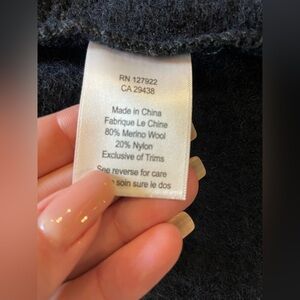 RN 127922
CA 29438
Made in China
Fabrique Le Chine
80% Merino Wool
20% Nylon
Exclusive of Trims
See reverse for care
soin sure le dos